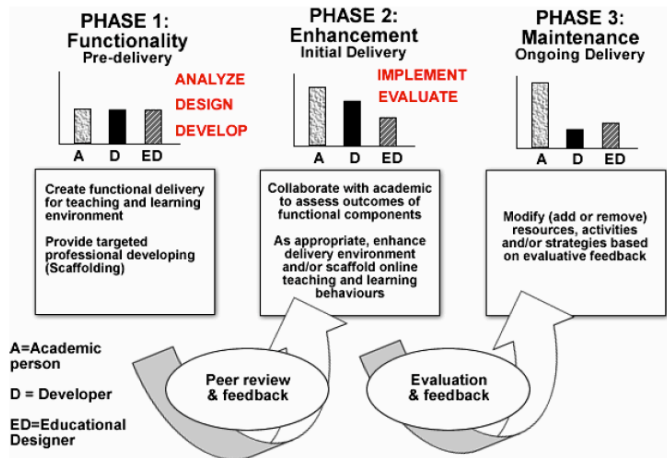 PHASE 1:
Functionality
Pre-delivery
ANALYZE
DESIGN
DEVELOP
A D ED
Create functional delivery
for teaching and learning
environment
Provide targeted
professional developing
(Scaffolding)
PHASE 2:
Enhancement
Initial Delivery
IMPLEMENT
EVALUATE
A D ED
Collaborate with academic
to assess outcomes of
functional components
As appropriate, enhance
delivery environment
and/or scaffold online
teaching and learning
behaviours
PHASE 3:
Maintenance
Ongoing Delivery
A D ED
Modify (add or remove)
resources, activities
and/or strategies based
on evaluative feedback
A=Academic
person
D = Developer
ED=Educational
Designer
Peer review
& feedback
Evaluation
& feedback